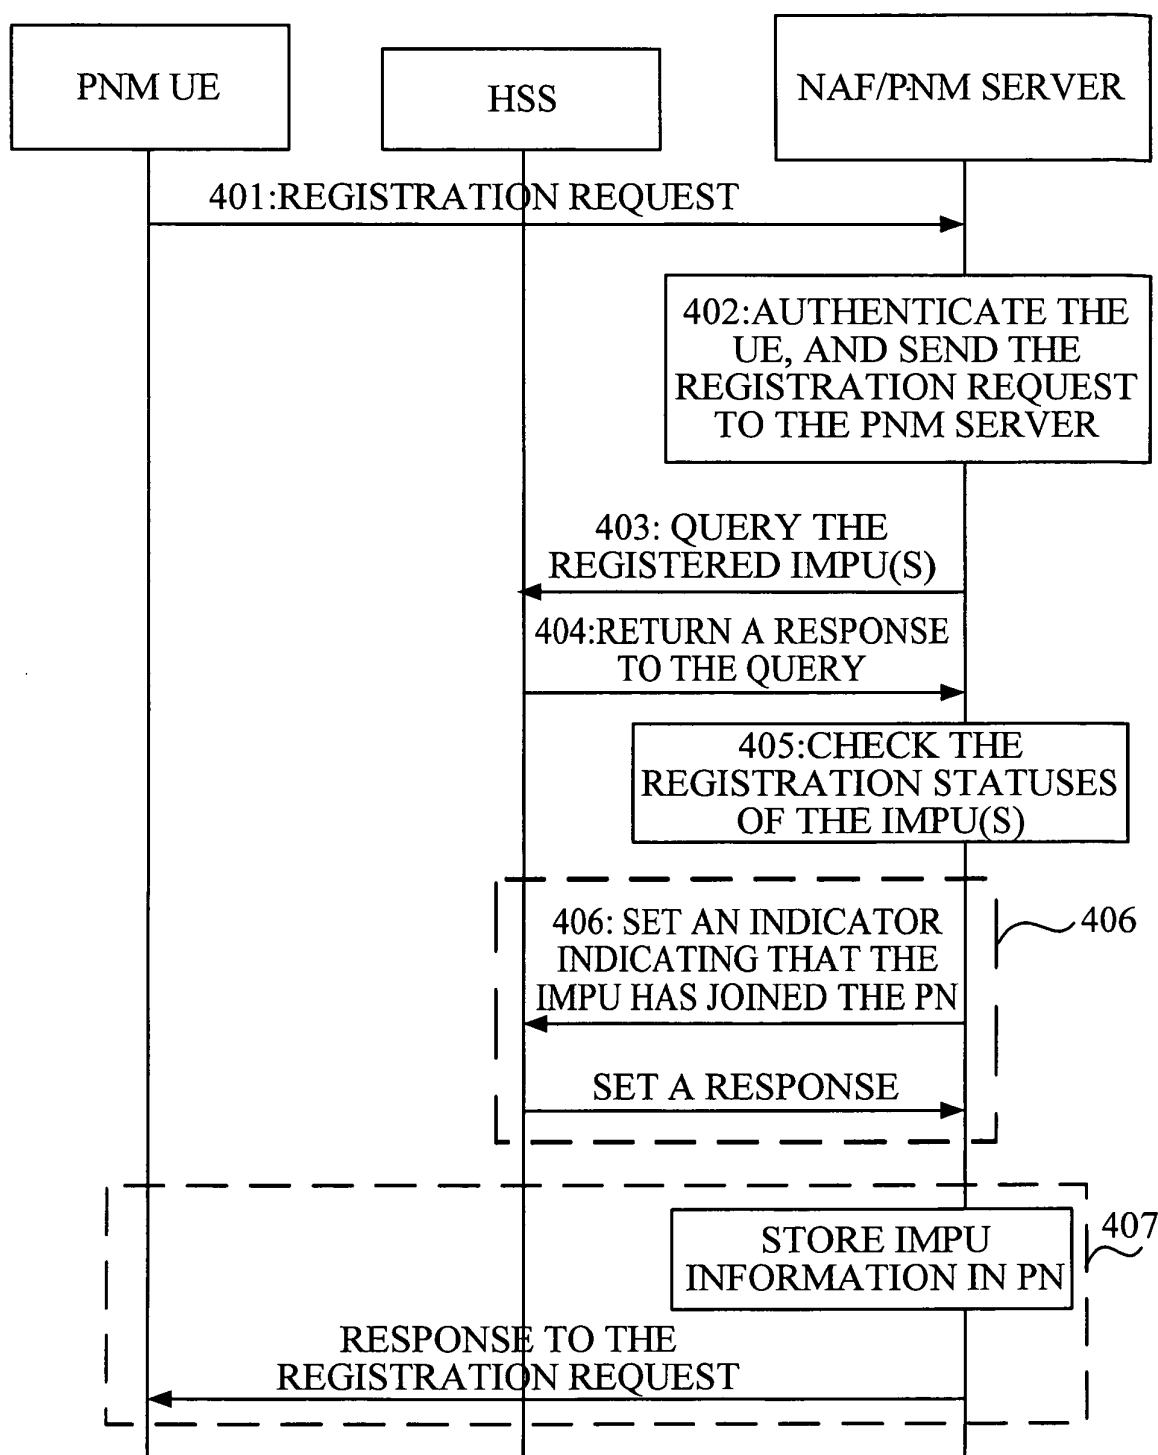 PNM UE
HSS
NAF/PNM SERVER
401:REGISTRATION REQUEST
402:AUTHENTICATE THE
UE, AND SEND THE
REGISTRATION REQUEST
TO THE PNM SERVER
403: QUERY THE
REGISTERED IMPU(S)
404:RETURN A RESPONSE
TO THE QUERY
405:CHECK THE
REGISTRATION STATUSES
OF THE IMPU(S)
406: SET AN INDICATOR
INDICATING THAT THE
IMPU HAS JOINED THE PN
406
SET A RESPONSE
STORE IMPU
INFORMATION IN PN
407
RESPONSE TO THE
REGISTRATION REQUEST